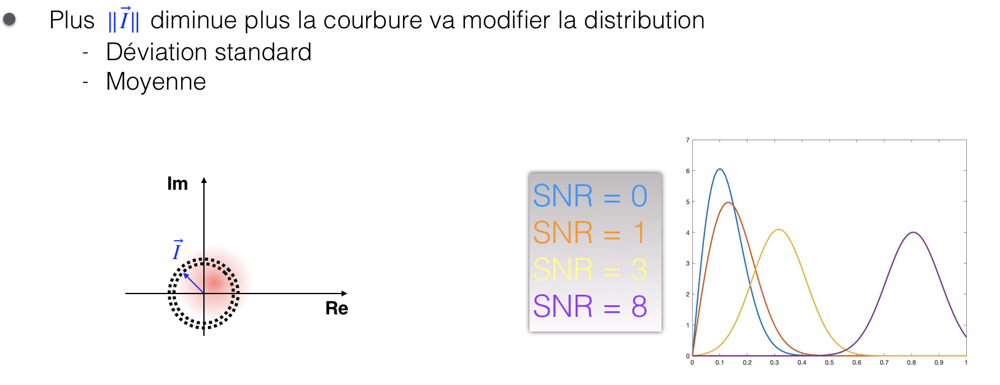 Plus ‖I⃗‖ diminue plus la courbure va modifier la distribution
- Déviation standard
- Moyenne
Im
I⃗
Re
SNR = 0
SNR = 1
SNR = 3
SNR = 8
7
6
5
4
3
2
1
0
0 0.1 0.2 0.3 0.4 0.5 0.6 0.7 0.8 0.9 1